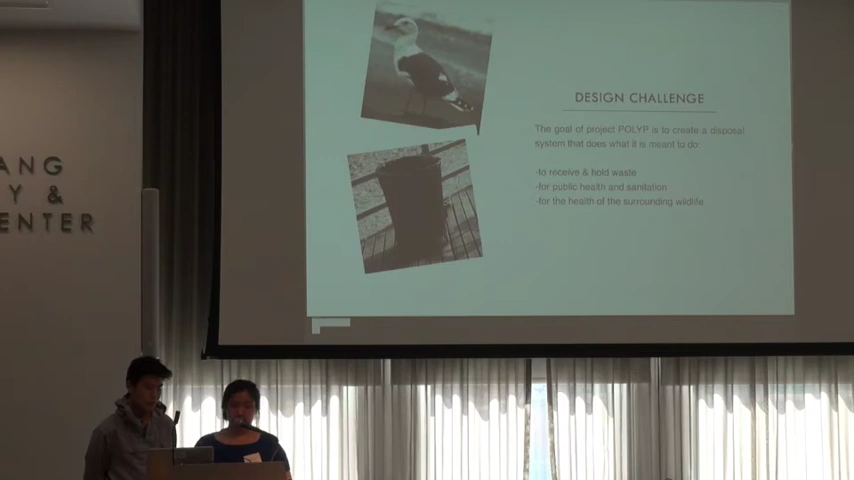 ANG
Y &
ENTER
DESIGN CHALLENGE
The goal of project POLYP is to create a disposal
system that does what it is meant to do:
-to receive & hold waste
-for public health and sanitation
-for the health of the surrounding wildlife